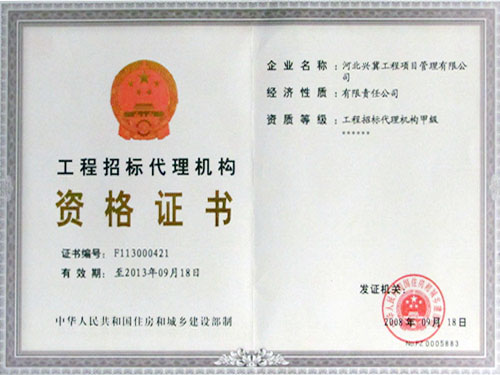 工程招标代理机构
资格证书
证书编号: F113000421
有效期: 至2013年09月18日
中华人民共和国住房和城乡建设部制
企业名称: 河北兴翼工程项目管理有限公
司
经济性质: 有限责任公司
资质等级: 工程招标代理机构甲级
******
发证机关:
2008年09月18日
No.FZ 0005883